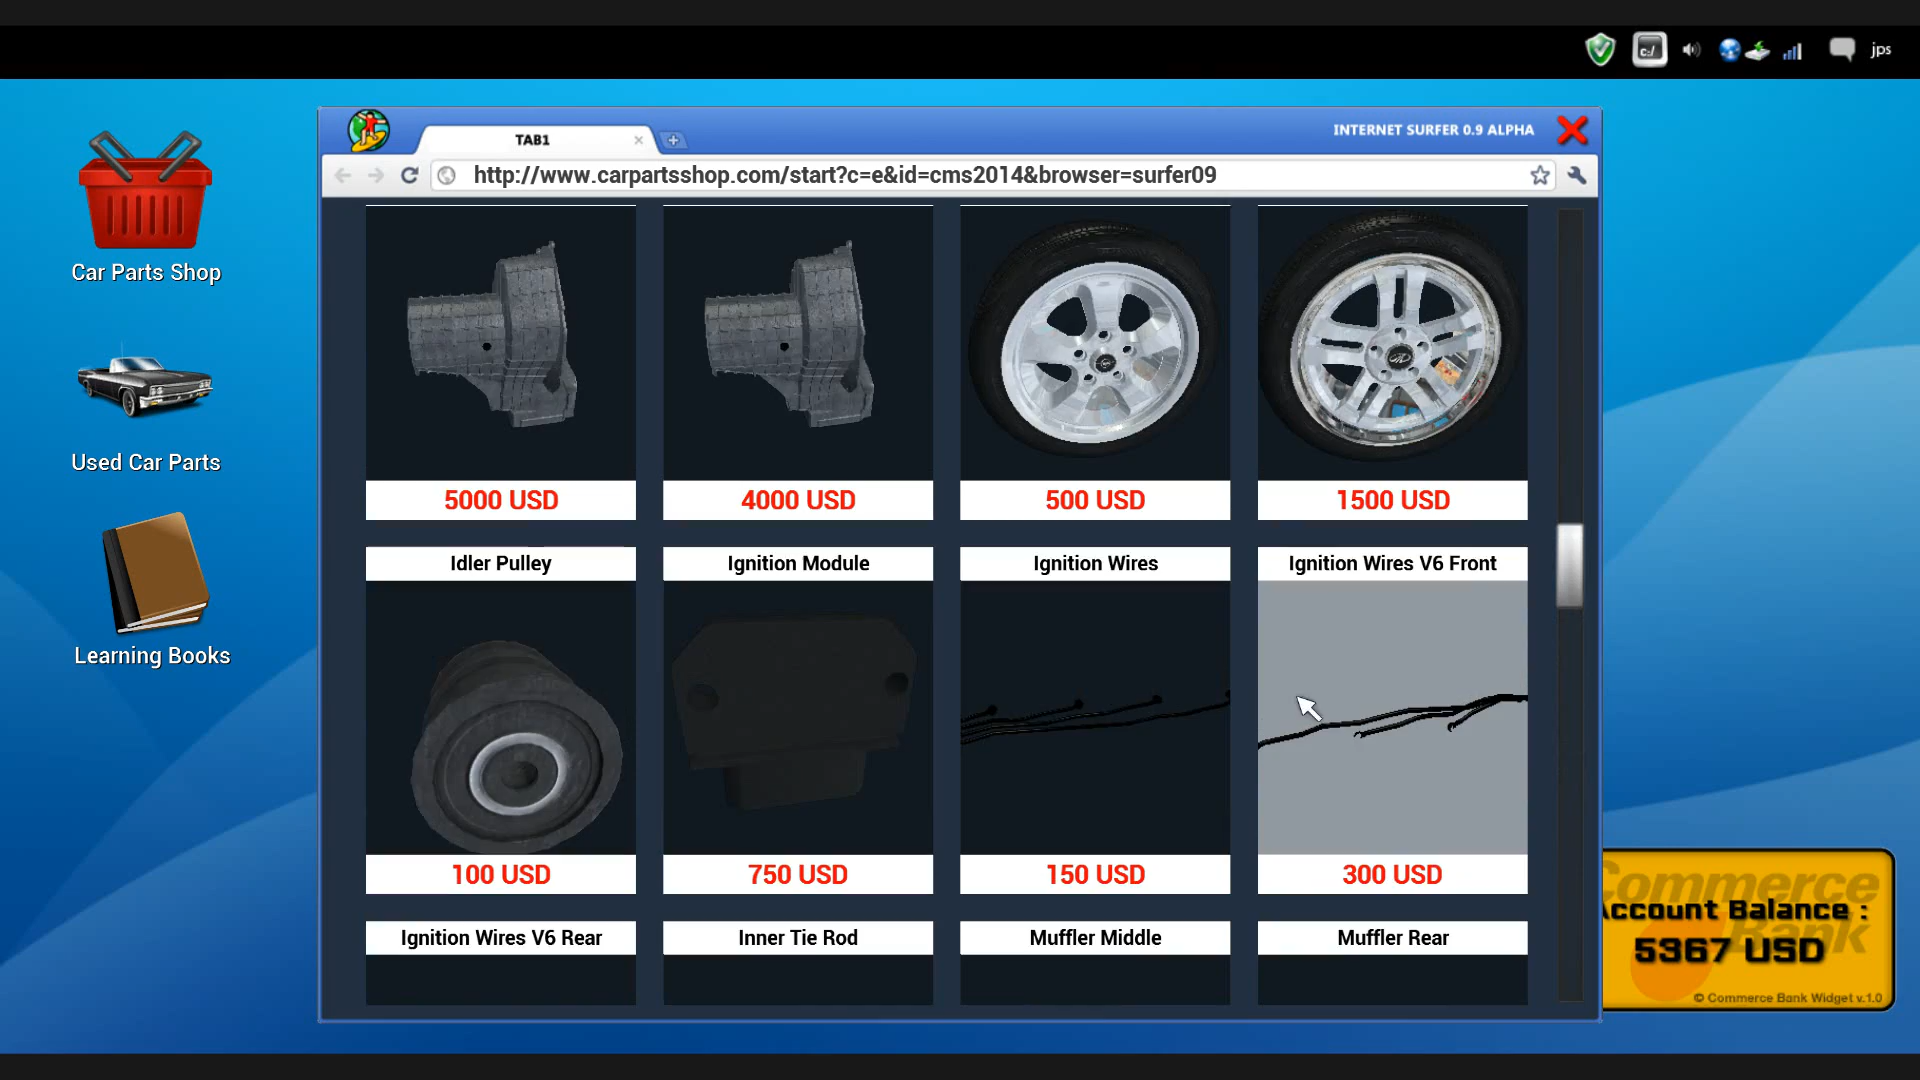 c:/
jps
TAB1
INTERNET SURFER 0.9 ALPHA
http://www.carpartsshop.com/start?c=e&id=cms2014&browser=surfer09
Car Parts Shop
Used Car Parts
Learning Books
5000 USD
4000 USD
500 USD
1500 USD
Idler Pulley
Ignition Module
Ignition Wires
Ignition Wires V6 Front
100 USD
750 USD
150 USD
300 USD
Ignition Wires V6 Rear
Inner Tie Rod
Muffler Middle
Muffler Rear
Commerce
Bank
Account Balance :
5367 USD
© Commerce Bank Widget v.1.0